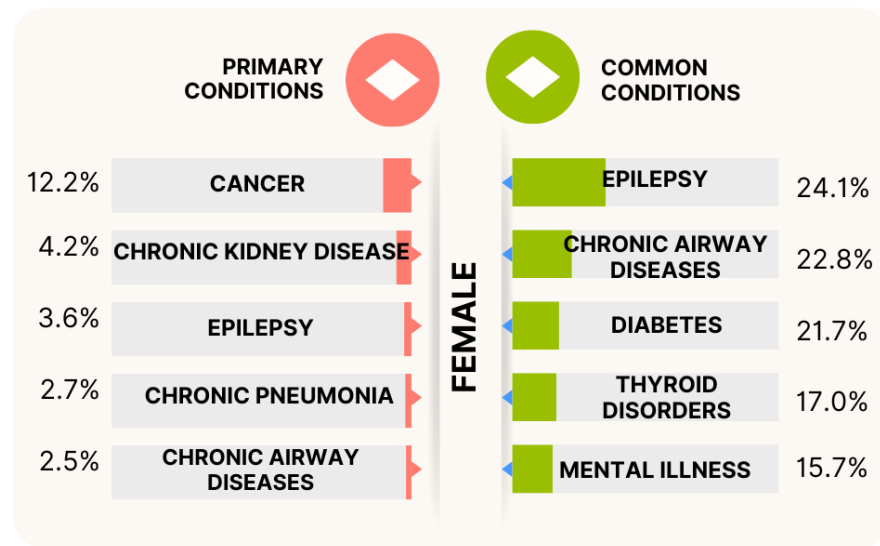 PRIMARY
CONDITIONS
12.2%
CANCER
4.2%
CHRONIC KIDNEY DISEASE
3.6%
EPILEPSY
2.7%
CHRONIC PNEUMONIA
2.5%
CHRONIC AIRWAY
DISEASES
FEMALE
COMMON
CONDITIONS
EPILEPSY
24.1%
CHRONIC AIRWAY
DISEASES
22.8%
DIABETES
21.7%
THYROID
DISORDERS
17.0%
MENTAL ILLNESS
15.7%